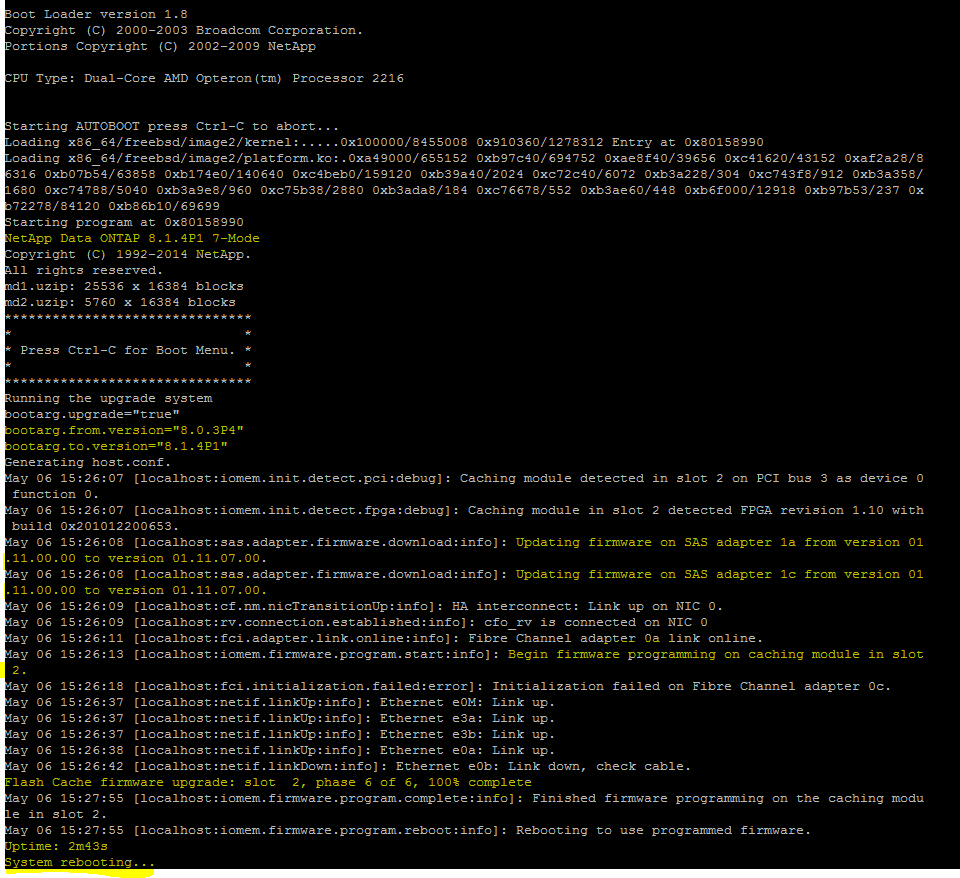 Boot Loader version 1.8
Copyright (C) 2000-2003 Broadcom Corporation.
Portions Copyright (C) 2002-2009 NetApp
CPU Type: Dual-Core AMD Opteron(tm) Processor 2216
Starting AUTOBOOT press Ctrl-C to abort...
Loading x86_64/freebsd/image2/kernel:.....0x100000/8455008 0x910360/1278312 Entry at 0x80158990
Loading x86_64/freebsd/image2/platform.ko:.0xa49000/655152 0xb97c40/694752 0xae8f40/39656 0xc41620/43152 0xaf2a28/8
6316 0xb07b54/63858 0xb174e0/140640 0xc4beb0/159120 0xb39a40/2024 0xc72c40/6072 0xb3a228/304 0xc743f8/912 0xb3a358/
1680 0xc74788/5040 0xb3a9e8/960 0xc75b38/2880 0xb3ada8/184 0xc76678/552 0xb3ae60/448 0xb6f000/12918 0xb97b53/237 0x
b72278/84120 0xb86b10/69699
Starting program at 0x80158990
NetApp Data ONTAP 8.1.4P1 7-Mode
Copyright (C) 1992-2014 NetApp.
All rights reserved.
md1.uzip: 25536 x 16384 blocks
md2.uzip: 5760 x 16384 blocks
*******************************
*                             *
* Press Ctrl-C for Boot Menu. *
*                             *
*******************************
Running the upgrade system
bootarg.upgrade="true"
bootarg.from.version="8.0.3P4"
bootarg.to.version="8.1.4P1"
Generating host.conf.
May 06 15:26:07 [localhost:iomem.init.detect.pci:debug]: Caching module detected in slot 2 on PCI bus 3 as device 0
function 0.
May 06 15:26:07 [localhost:iomem.init.detect.fpga:debug]: Caching module in slot 2 detected FPGA revision 1.10 with
build 0x201012200653.
May 06 15:26:08 [localhost:sas.adapter.firmware.download:info]: Updating firmware on SAS adapter 1a from version 01
.11.00.00 to version 01.11.07.00.
May 06 15:26:08 [localhost:sas.adapter.firmware.download:info]: Updating firmware on SAS adapter 1c from version 01
.11.00.00 to version 01.11.07.00.
May 06 15:26:09 [localhost:cf.nm.nicTransitionUp:info]: HA interconnect: Link up on NIC 0.
May 06 15:26:09 [localhost:rv.connection.established:info]: cfo_rv is connected on NIC 0
May 06 15:26:11 [localhost:fci.adapter.link.online:info]: Fibre Channel adapter 0a link online.
May 06 15:26:13 [localhost:iomem.firmware.program.start:info]: Begin firmware programming on caching module in slot
2.
May 06 15:26:18 [localhost:fci.initialization.failed:error]: Initialization failed on Fibre Channel adapter 0c.
May 06 15:26:37 [localhost:netif.linkUp:info]: Ethernet e0M: Link up.
May 06 15:26:37 [localhost:netif.linkUp:info]: Ethernet e3a: Link up.
May 06 15:26:37 [localhost:netif.linkUp:info]: Ethernet e3b: Link up.
May 06 15:26:38 [localhost:netif.linkUp:info]: Ethernet e0a: Link up.
May 06 15:26:42 [localhost:netif.linkDown:info]: Ethernet e0b: Link down, check cable.
Flash Cache firmware upgrade: slot  2, phase 6 of 6, 100% complete
May 06 15:27:55 [localhost:iomem.firmware.program.complete:info]: Finished firmware programming on the caching modu
le in slot 2.
May 06 15:27:55 [localhost:iomem.firmware.program.reboot:info]: Rebooting to use programmed firmware.
Uptime: 2m43s
System rebooting...